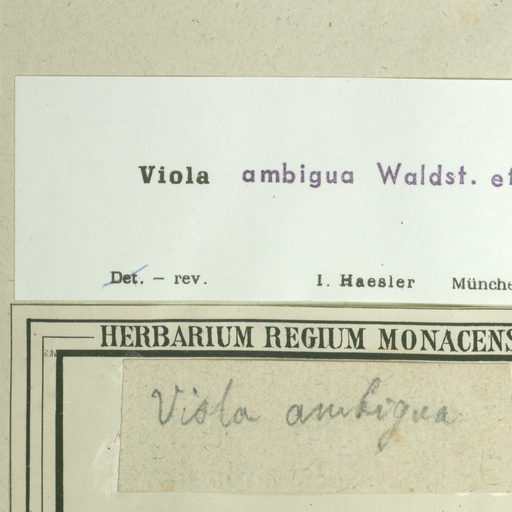 Viola ambigua Waldst. et
Det. — rev. I. Haesler Münche
HERBARIUM REGIUM MONACENS
Viola ambigua